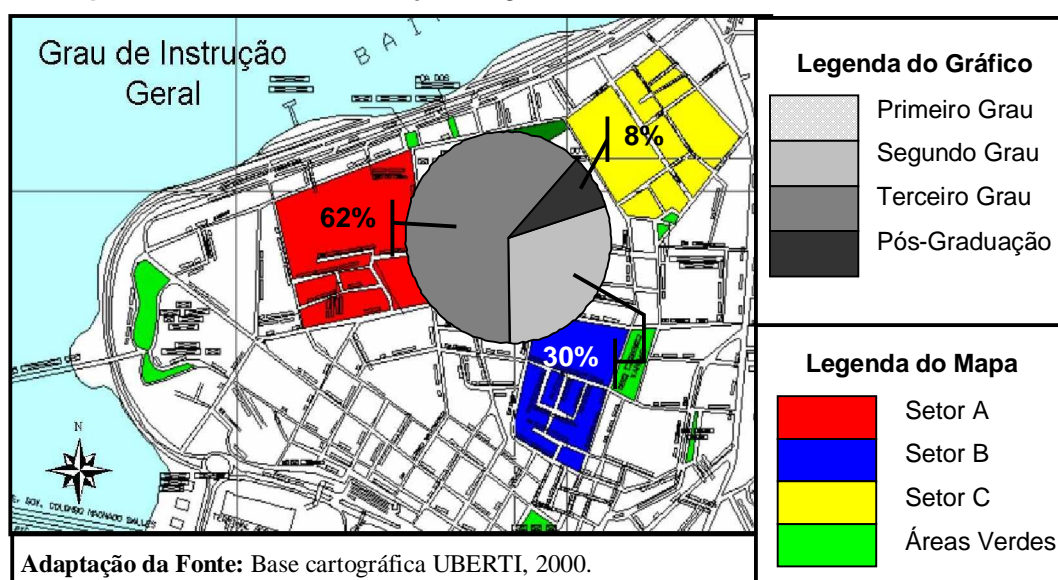 Grau de Instrução
Geral
B A I
8%
62%
30%
N
Legenda do Gráfico
Primeiro Grau
Segundo Grau
Terceiro Grau
Pós-Graduação
Legenda do Mapa
Setor A
Setor B
Setor C
Áreas Verdes
Adaptação da Fonte: Base cartográfica UBERTI, 2000.